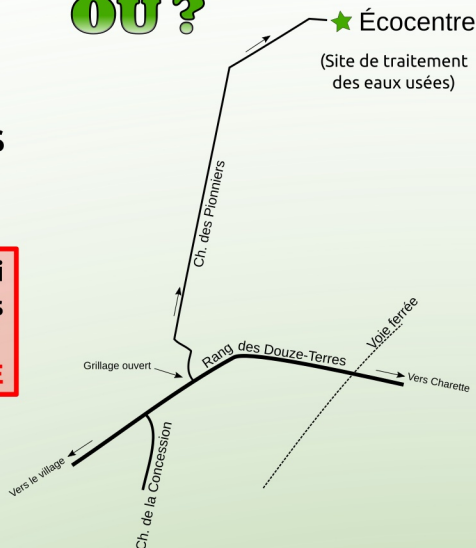 OÙ ?
Écocentre
(Site de traitement
des eaux usées)
Ch. des Pionniers
Voie ferrée
Rang des Douze-Terres
Grillage ouvert
Vers Charette
Vers le village
Ch. de la Concession